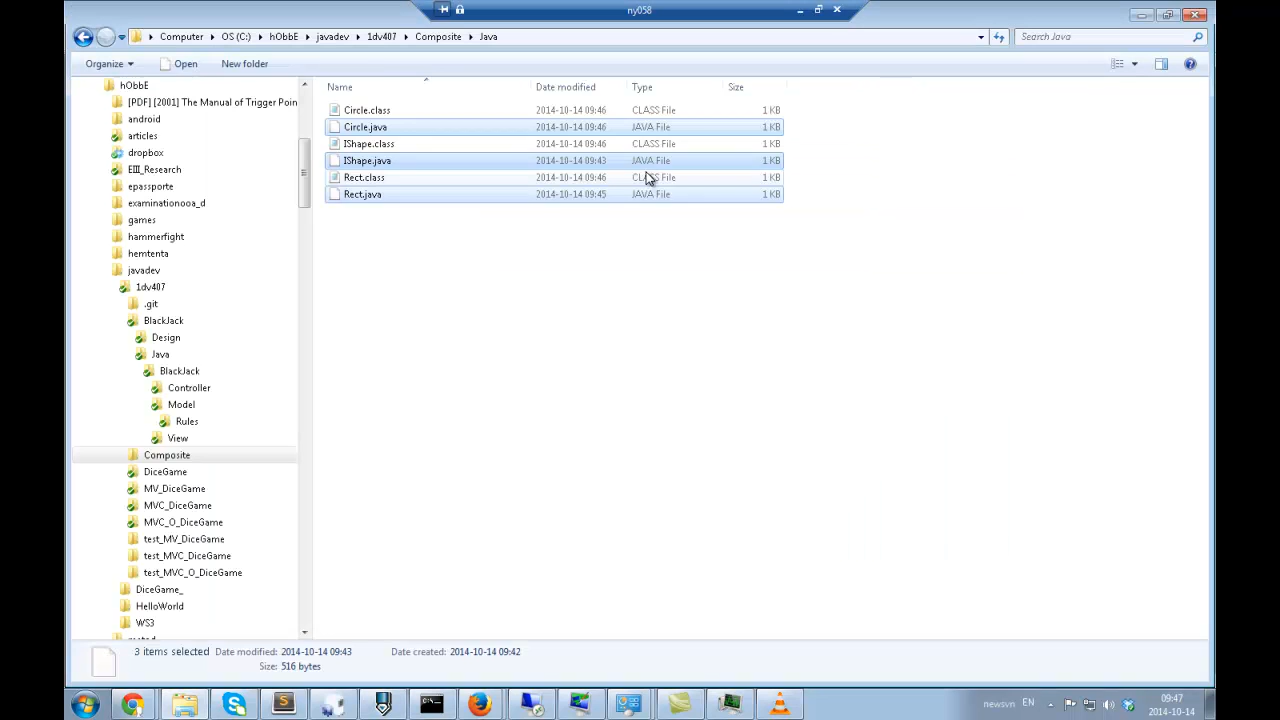 ny058
Computer OS (C:) hObbE javadev 1dv407 Composite Java
Search Java
Organize Open New folder
hObbE
[PDF] [2001] The Manual of Trigger Poin
android
articles
dropbox
EIII_Research
epassporte
examinationooa_d
games
hammerfight
hemtenta
javadev
1dv407
.git
BlackJack
Design
Java
BlackJack
Controller
Model
Rules
View
Composite
DiceGame
MV_DiceGame
MVC_DiceGame
MVC_O_DiceGame
test_MV_DiceGame
test_MVC_DiceGame
test_MVC_O_DiceGame
DiceGame_
HelloWorld
WS3
Name Date modified Type Size
Circle.class 2014-10-14 09:46 CLASS File 1 KB
Circle.java 2014-10-14 09:46 JAVA File 1 KB
IShape.class 2014-10-14 09:46 CLASS File 1 KB
IShape.java 2014-10-14 09:43 JAVA File 1 KB
Rect.class 2014-10-14 09:46 CLASS File 1 KB
Rect.java 2014-10-14 09:45 JAVA File 1 KB
3 items selected Date modified: 2014-10-14 09:43 Date created: 2014-10-14 09:42
Size: 516 bytes
newsvn EN
09:47
2014-10-14